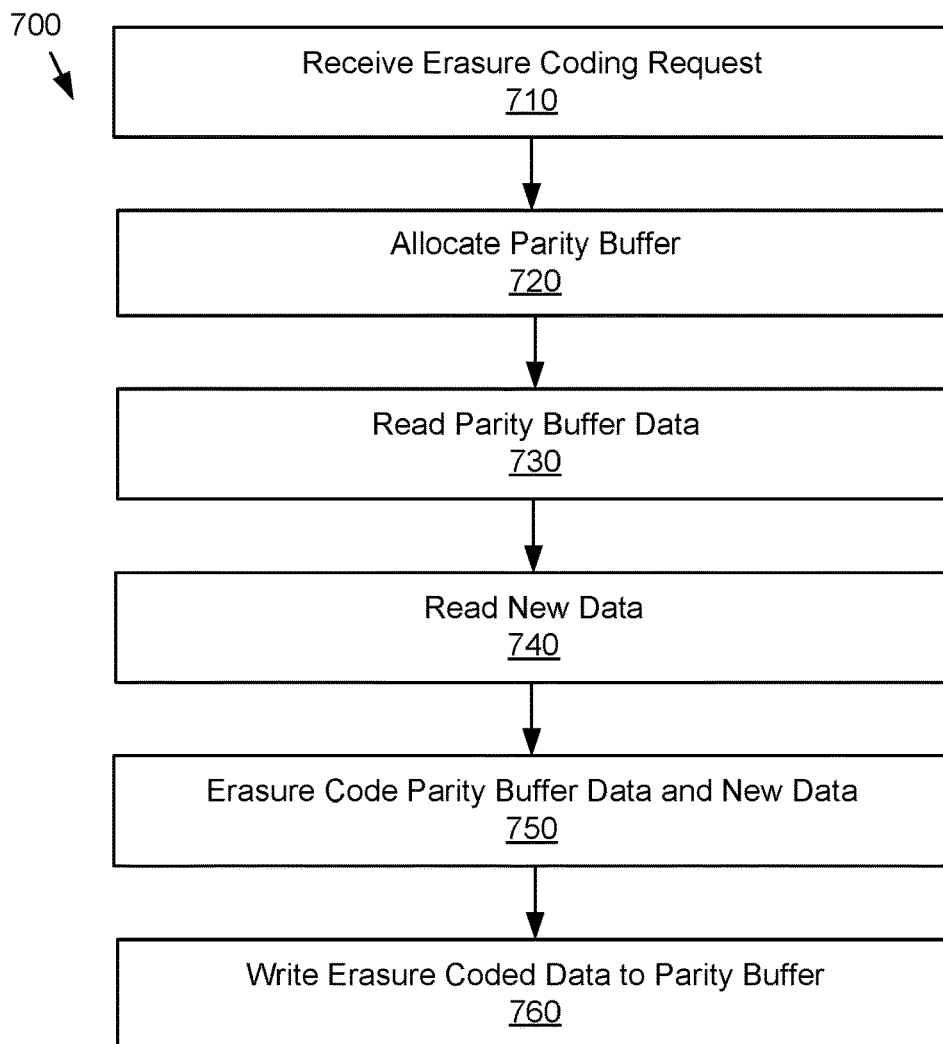 700
Receive Erasure Coding Request
710
Allocate Parity Buffer
720
Read Parity Buffer Data
730
Read New Data
740
Erasure Code Parity Buffer Data and New Data
750
Write Erasure Coded Data to Parity Buffer
760